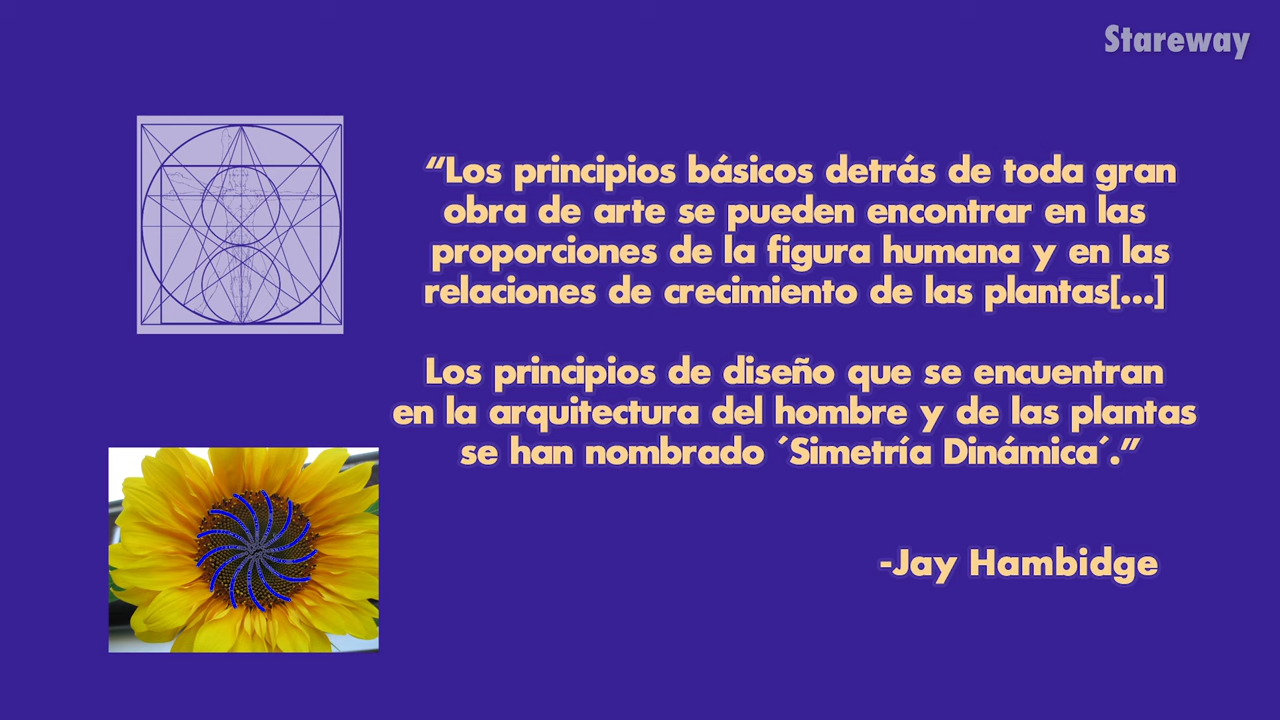 Stareway
“Los principios básicos detrás de toda gran
obra de arte se pueden encontrar en las
proporciones de la figura humana y en las
relaciones de crecimiento de las plantas[...]
Los principios de diseño que se encuentran
en la arquitectura del hombre y de las plantas
se han nombrado ´Simetría Dinámica´.”
-Jay Hambidge